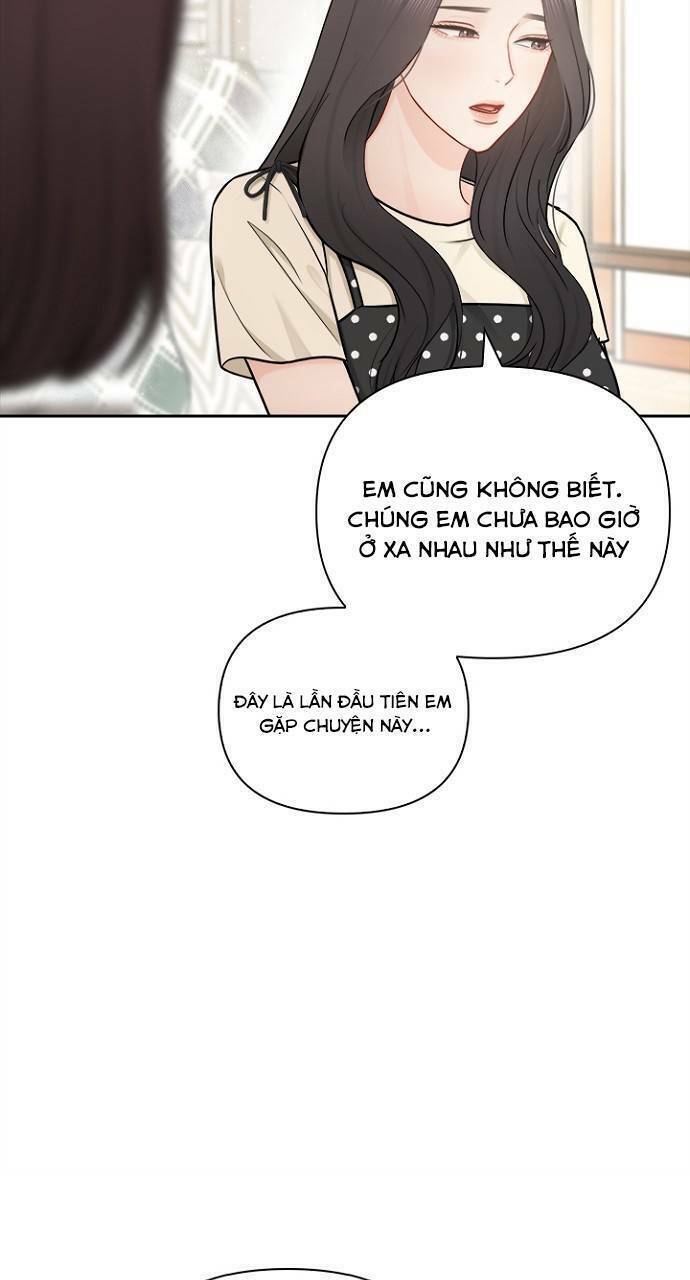 EM CŨNG KHÔNG BIẾT.
CHÚNG EM CHƯA BAO GIỜ
Ở XA NHAU NHƯ THẾ NÀY
ĐÂY LÀ LẦN ĐẦU TIÊN EM
GẶP CHUYỆN NÀY...